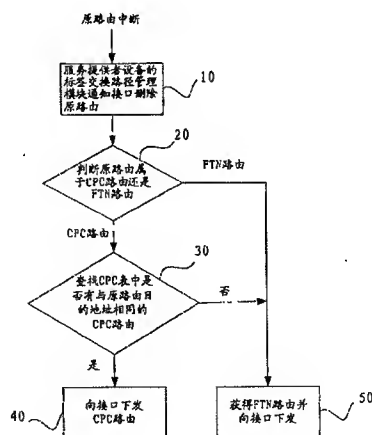 原路由中断
服务提供者设备的
标签交换路径管理
模块通知接口删除
原路由
10
20
判断原路由属
于CPC路由还是
FTN路由
FTN路由
CPC路由
30
查找CPC表中是
否有与原路由目
的地址相同的
CPC路由
否
是
40
向接口下发
CPC路由
获得FTN路由并
向接口下发
50